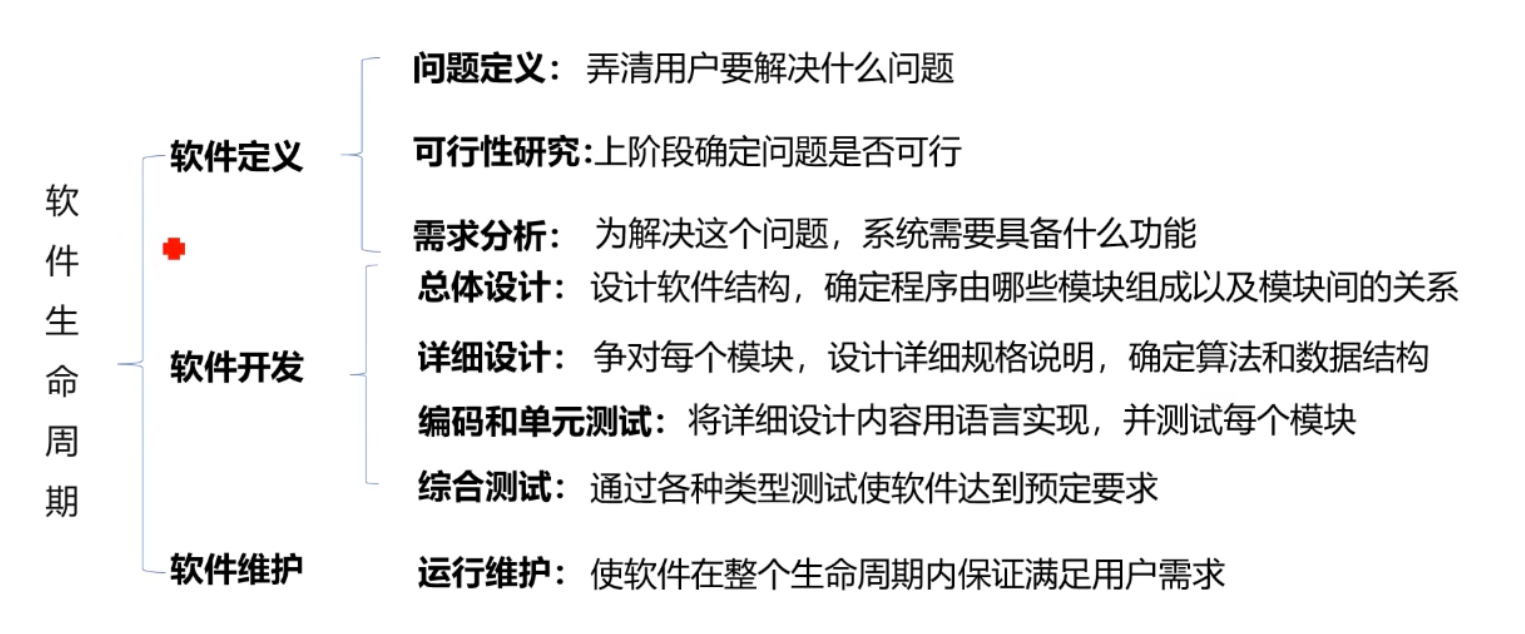 软件生命周期
软件定义
问题定义： 弄清用户要解决什么问题
可行性研究：上阶段确定问题是否可行
需求分析： 为解决这个问题，系统需要具备什么功能
软件开发
总体设计： 设计软件结构，确定程序由哪些模块组成以及模块间的关系
详细设计： 争对每个模块，设计详细规格说明，确定算法和数据结构
编码和单元测试： 将详细设计内容用语言实现，并测试每个模块
综合测试： 通过各种类型测试使软件达到预定要求
软件维护
运行维护： 使软件在整个生命周期内保证满足用户需求